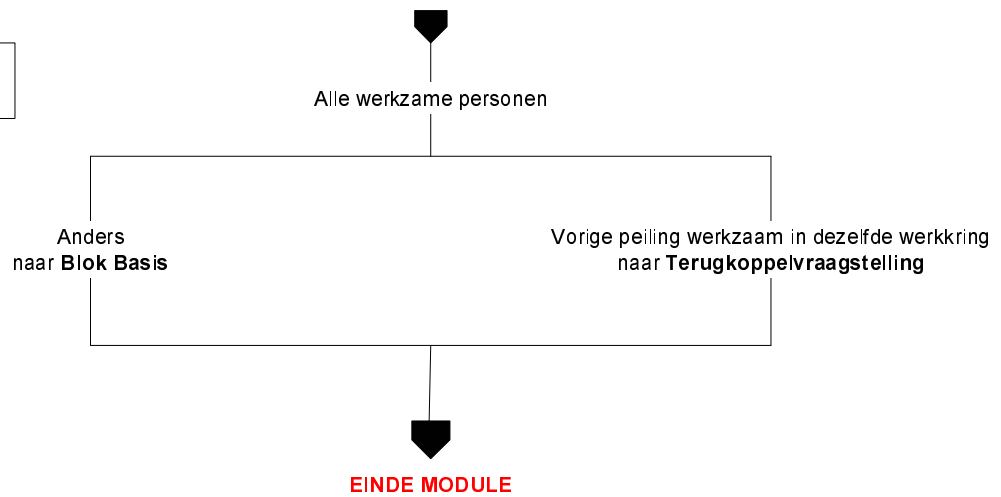 Alle werkzame personen
Anders
naar Blok Basis
Vorige peiling werkzaam in dezelfde werkkring
naar Terugkoppelvraagstelling
EINDE MODULE